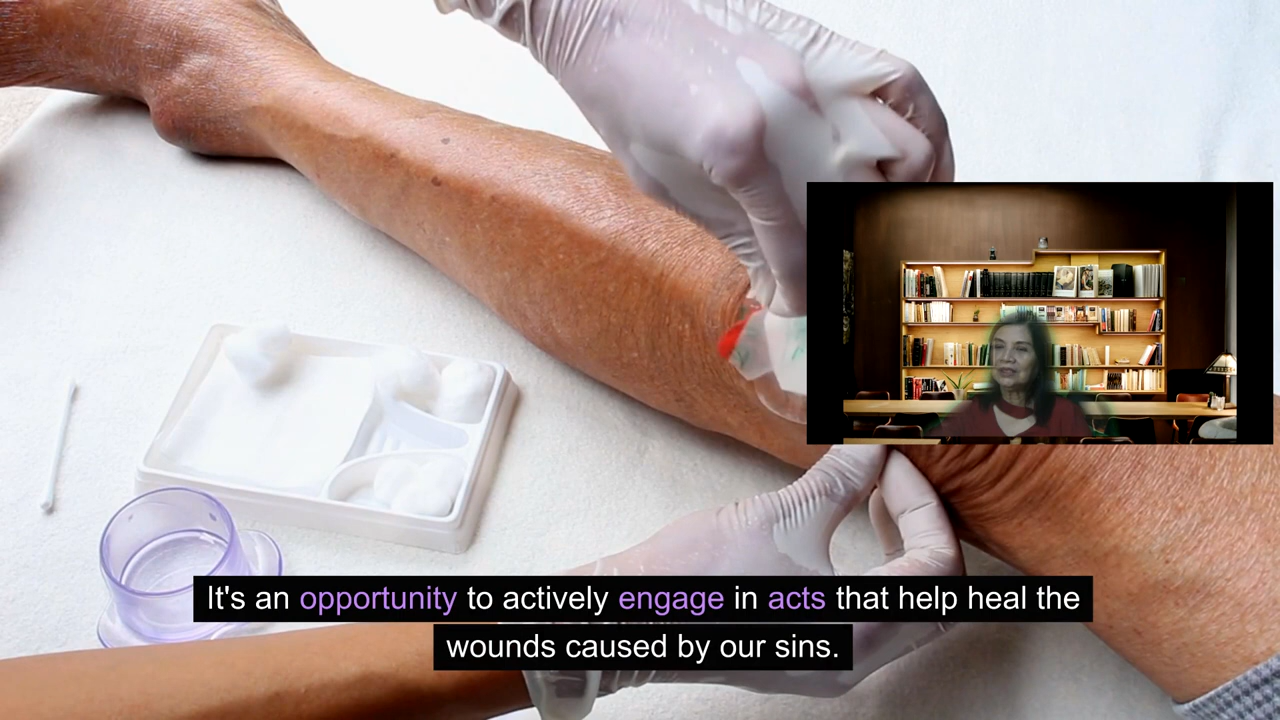 It's an opportunity to actively engage in acts that help heal the
wounds caused by our sins.